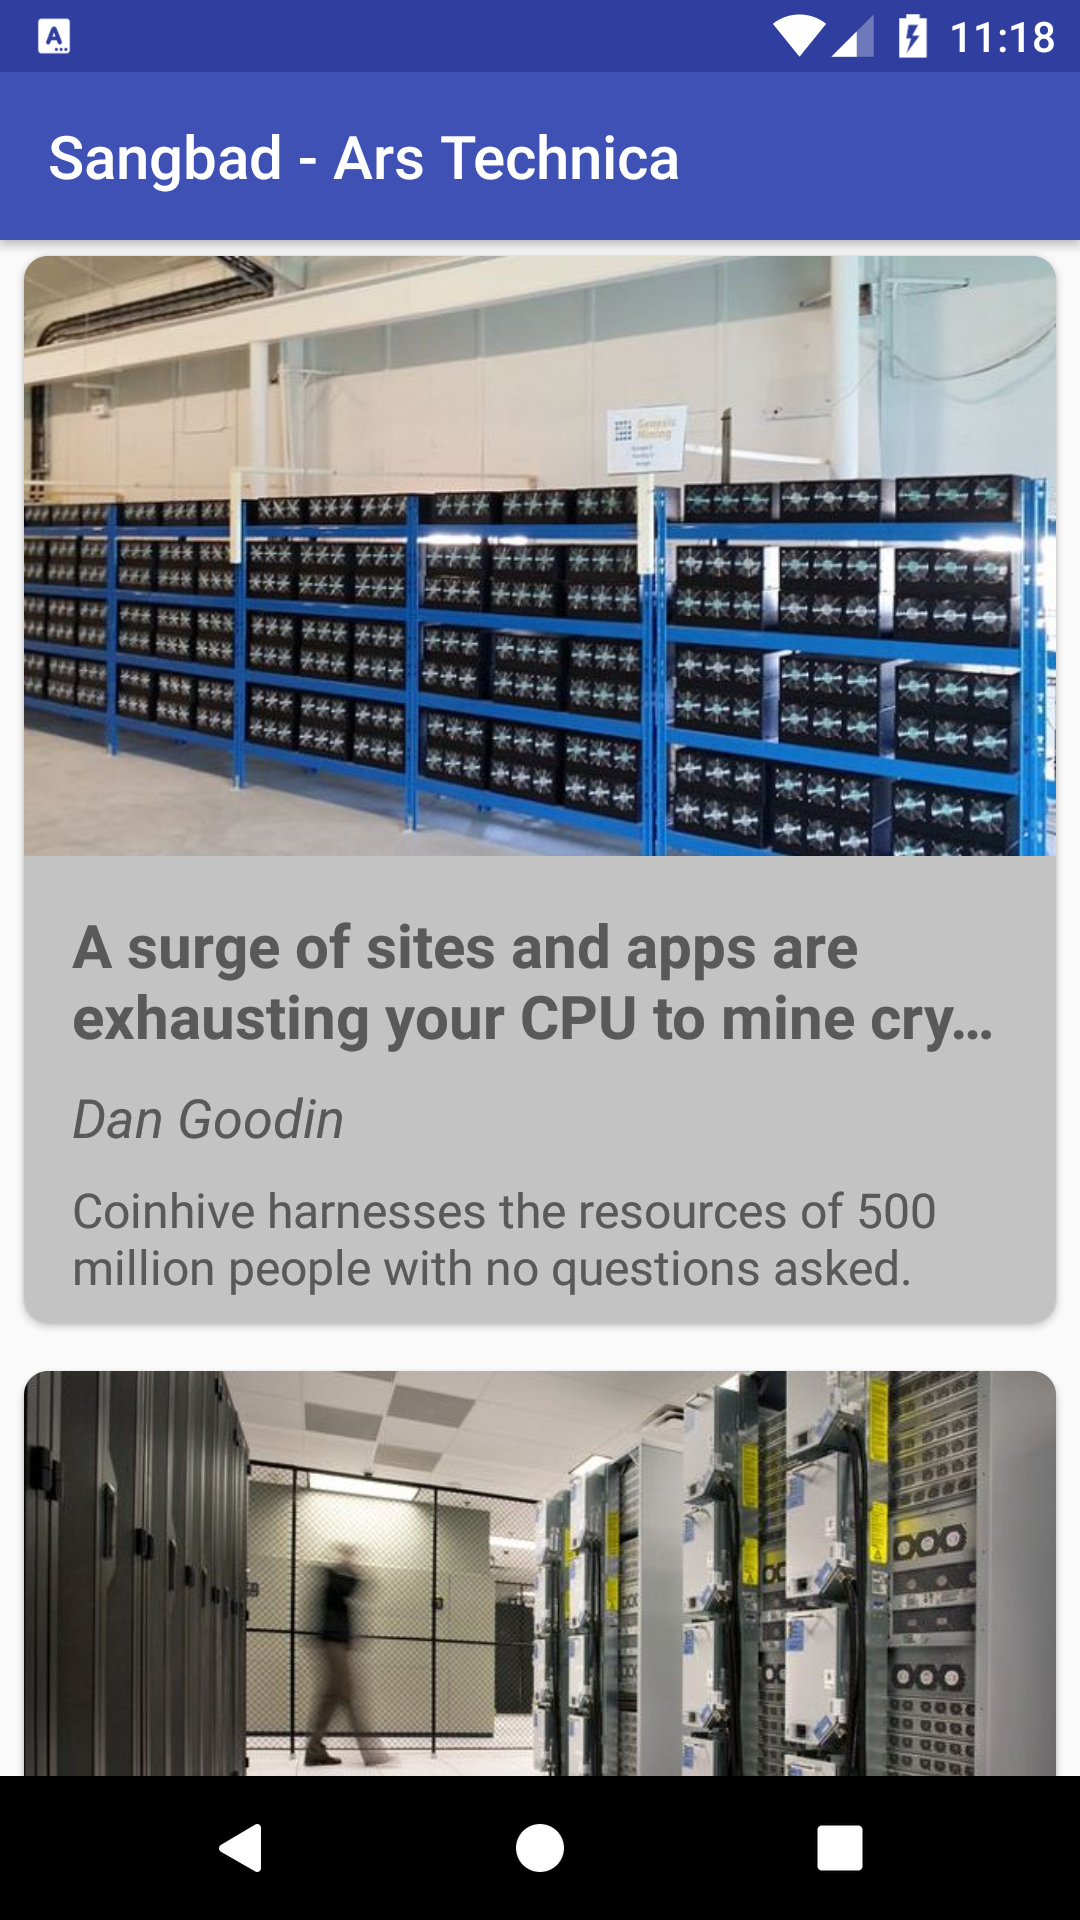 11:18
Sangbad - Ars Technica
Genesis
Mining
A surge of sites and apps are
exhausting your CPU to mine cry...
Dan Goodin
Coinhive harnesses the resources of 500
million people with no questions asked.